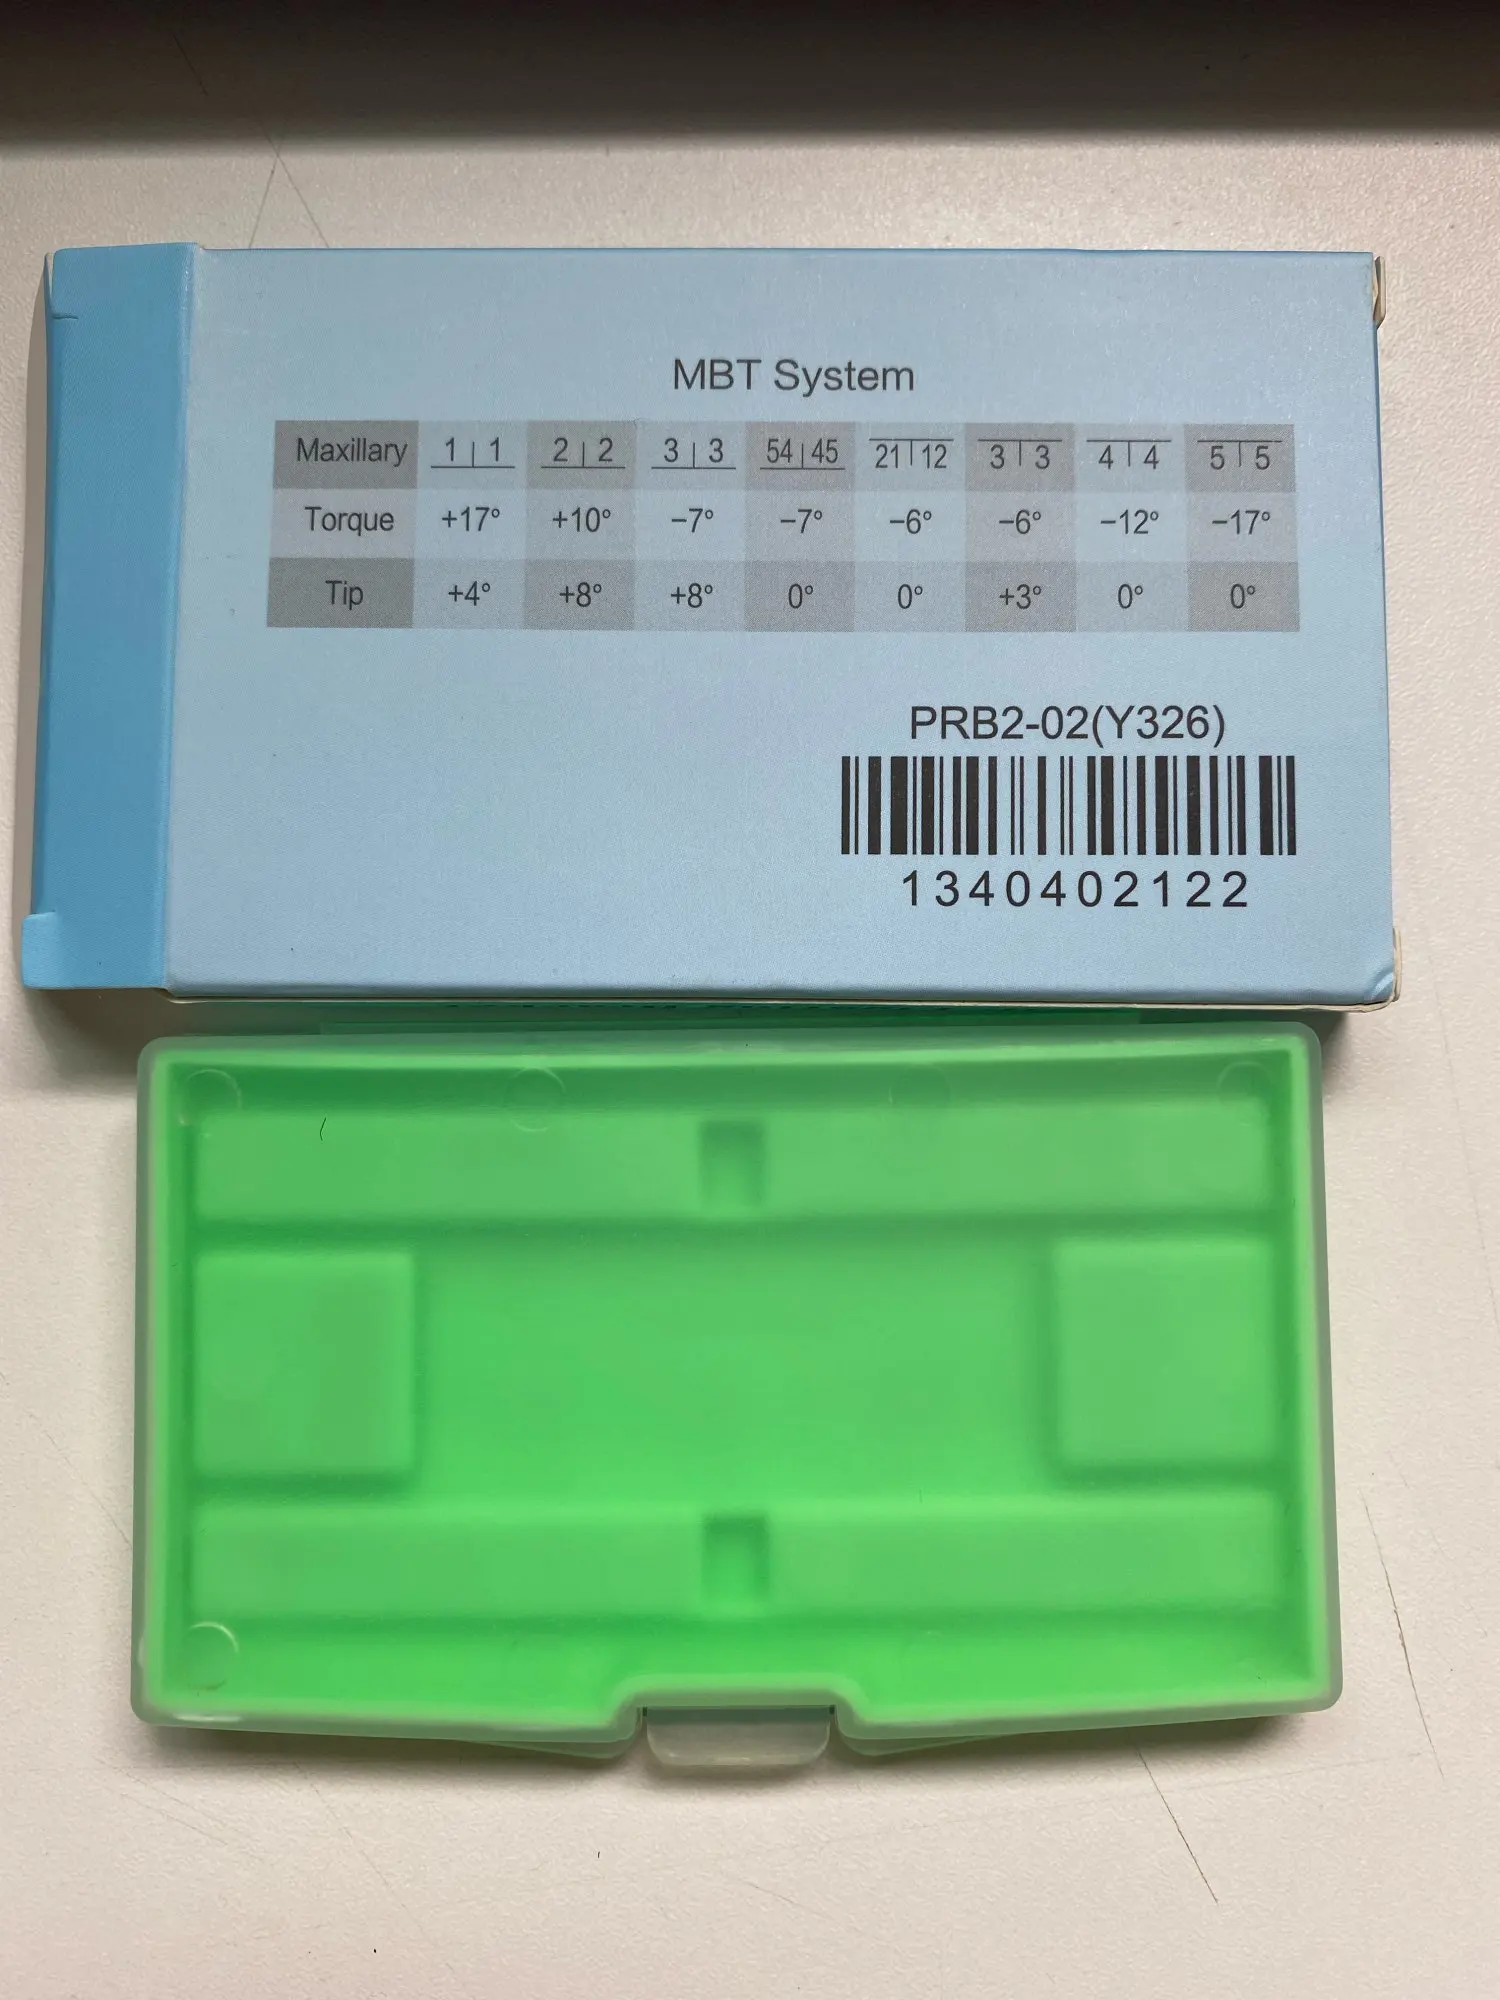 MBT System
Maxillary 1|1 2|2 3|3 54|45 21|12 3|3 4|4 5|5
Torque +17° +10° −7° −7° −6° −6° −12° −17°
Tip +4° +8° +8° 0° 0° +3° 0° 0°
PRB2-02(Y326)
1340402122